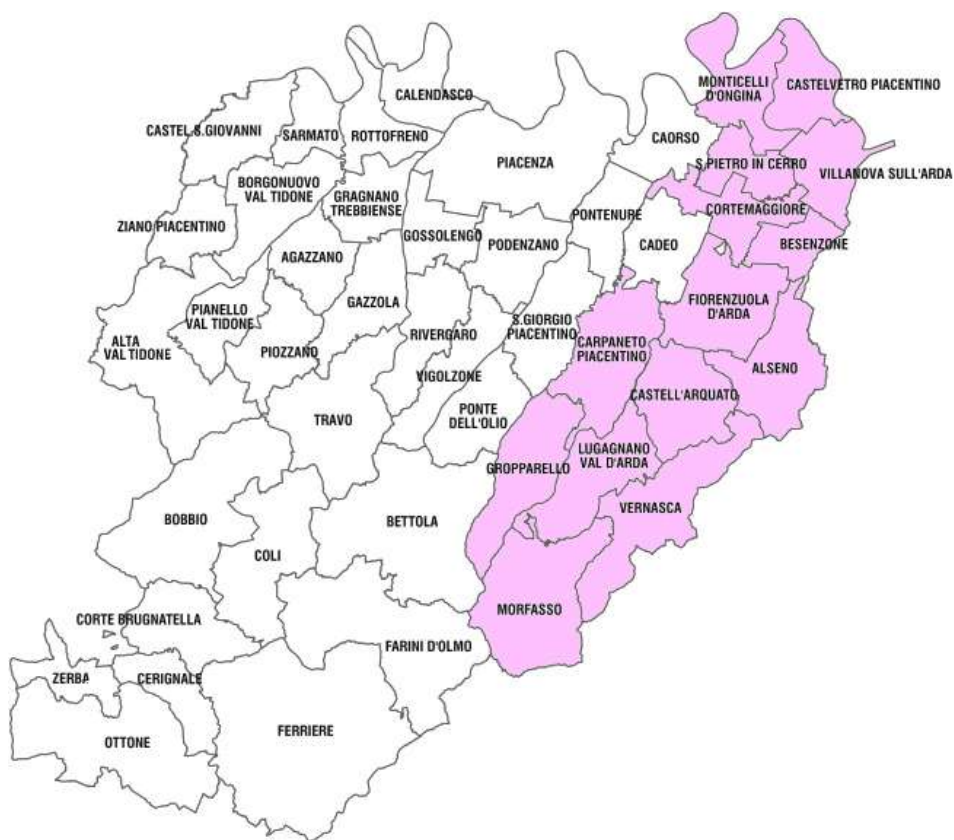 MONTICELLI
D'ONGINA
CASTELVETRO PIACENTINO
CALENDASCO
CASTEL S.GIOVANNI
SARMATO
ROTTOFRENO
CAORSO
PIACENZA
S.PIETRO IN CERRO
VILLANOVA SULL'ARDA
BORGONUOVO
VAL TIDONE
GRAGNANO
TREBBIENSE
CORTEMAGGIORE
ZIANO PIACENTINO
PONTENURE
GOSSOLENGO
PODENZANO
CADEO
BESENZONE
AGAZZANO
GAZZOLA
FIORENZUOLA
D'ARDA
PIANELLO
VAL TIDONE
S.GIORGIO
PIACENTINO
RIVERGARO
ALTA
VAL TIDONE
CARPANETO
PIACENTINO
PIOZZANO
VIGOLZONE
ALSENO
CASTELL'ARQUATO
TRAVO
PONTE
DELL'OLIO
LUGAGNANO
VAL D'ARDA
GROPPARELLO
VERNASCA
BOBBIO
BETTOLA
COLI
MORFASSO
CORTE BRUGNATELLA
FARINI D'OLMO
ZERBA
CERIGNALE
FERRIERE
OTTONE